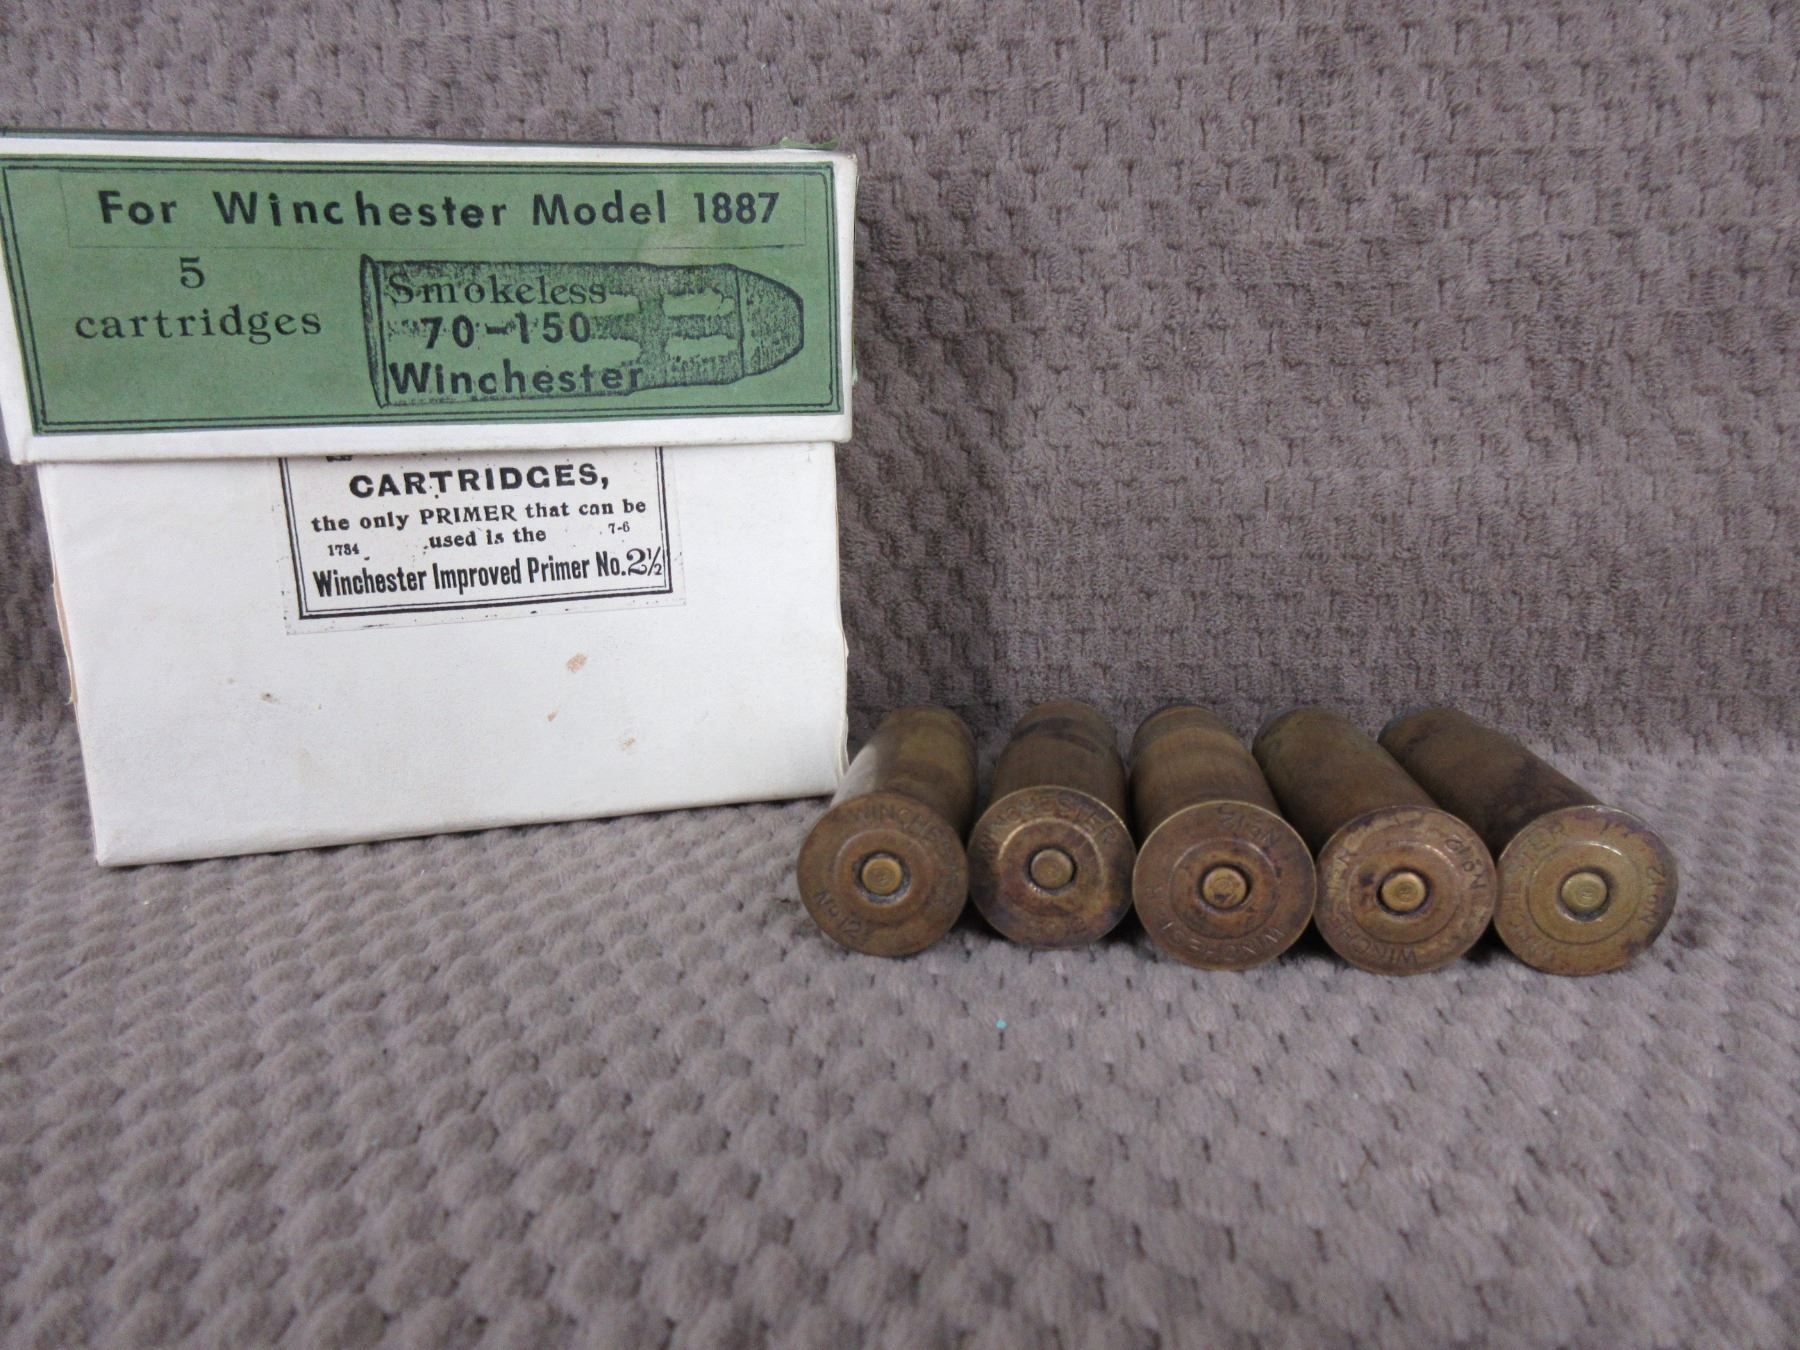 For Winchester Model 1887
5
cartridges
Smokeless
70-150
Winchester
CARTRIDGES,
the only PRIMER that can be
1784 used is the 7-6
Winchester Improved Primer No. 2½
WINCHESTER
No 12
WINCHESTER
No 12
WINCHESTER
No 12
WINCHESTER
WINCHESTER
No 12